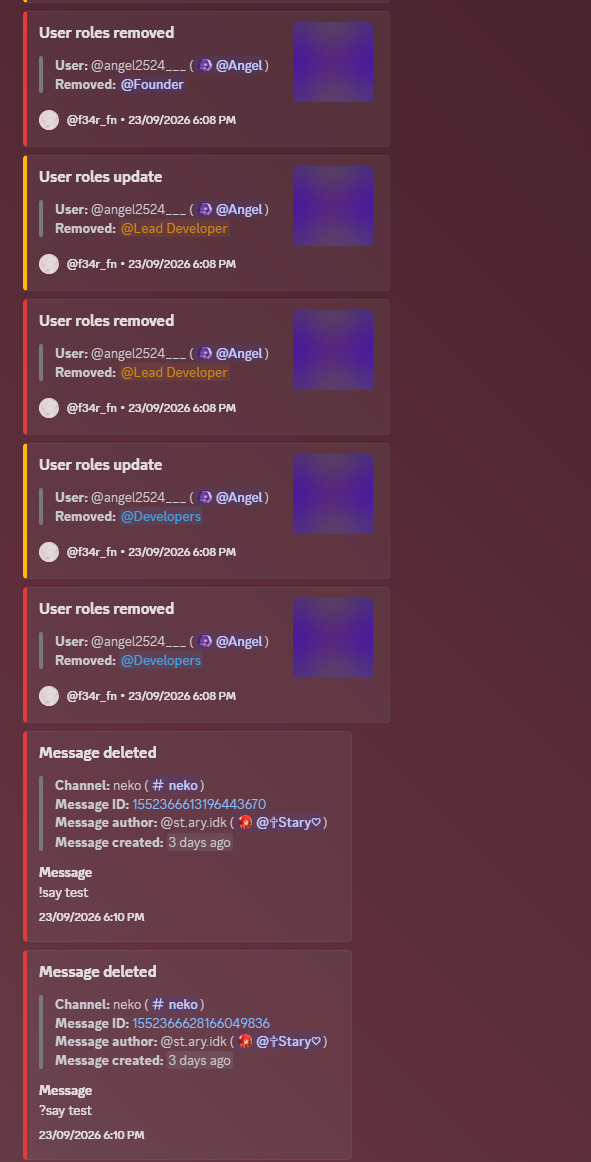 User roles removed
User: @angel2524___ ( @Angel )
Removed: @Founder
@f34r_fn • 23/09/2026 6:08 PM
User roles update
User: @angel2524___ ( @Angel )
Removed: @Lead Developer
@f34r_fn • 23/09/2026 6:08 PM
User roles removed
User: @angel2524___ ( @Angel )
Removed: @Lead Developer
@f34r_fn • 23/09/2026 6:08 PM
User roles update
User: @angel2524___ ( @Angel )
Removed: @Developers
@f34r_fn • 23/09/2026 6:08 PM
User roles removed
User: @angel2524___ ( @Angel )
Removed: @Developers
@f34r_fn • 23/09/2026 6:08 PM
Message deleted
Channel: neko ( # neko )
Message ID: 1552366613196443670
Message author: @st.ary.idk ( @✝Stary♡ )
Message created: 3 days ago
Message
!say test
23/09/2026 6:10 PM
Message deleted
Channel: neko ( # neko )
Message ID: 1552366628166049836
Message author: @st.ary.idk ( @✝Stary♡ )
Message created: 3 days ago
Message
?say test
23/09/2026 6:10 PM